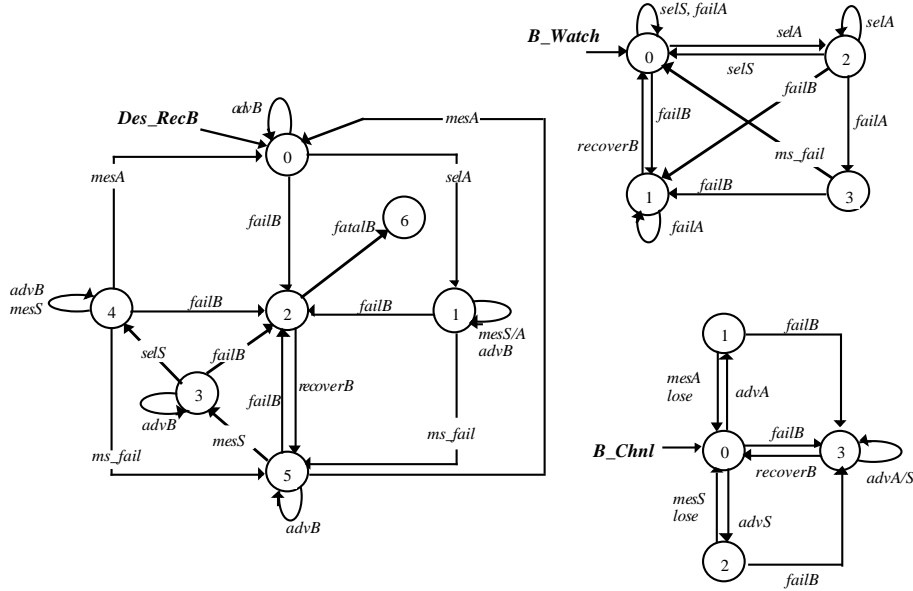 Des_RecB
advB
0
mesA
mesA
selA
failB
fatalB
6
advB
mesS
4
failB
2
failB
1
mesS/A
advB
selS
failB
3
advB
failB
recoverB
mesS
ms_fail
ms_fail
5
advB
B_Watch
selS, failA
0
selA
selS
selA
2
failB
failB
failA
recoverB
ms_fail
failB
1
3
failA
B_Chnl
1
failB
mesA
lose
advA
0
failB
recoverB
3
advA/S
mesS
lose
advS
2
failB